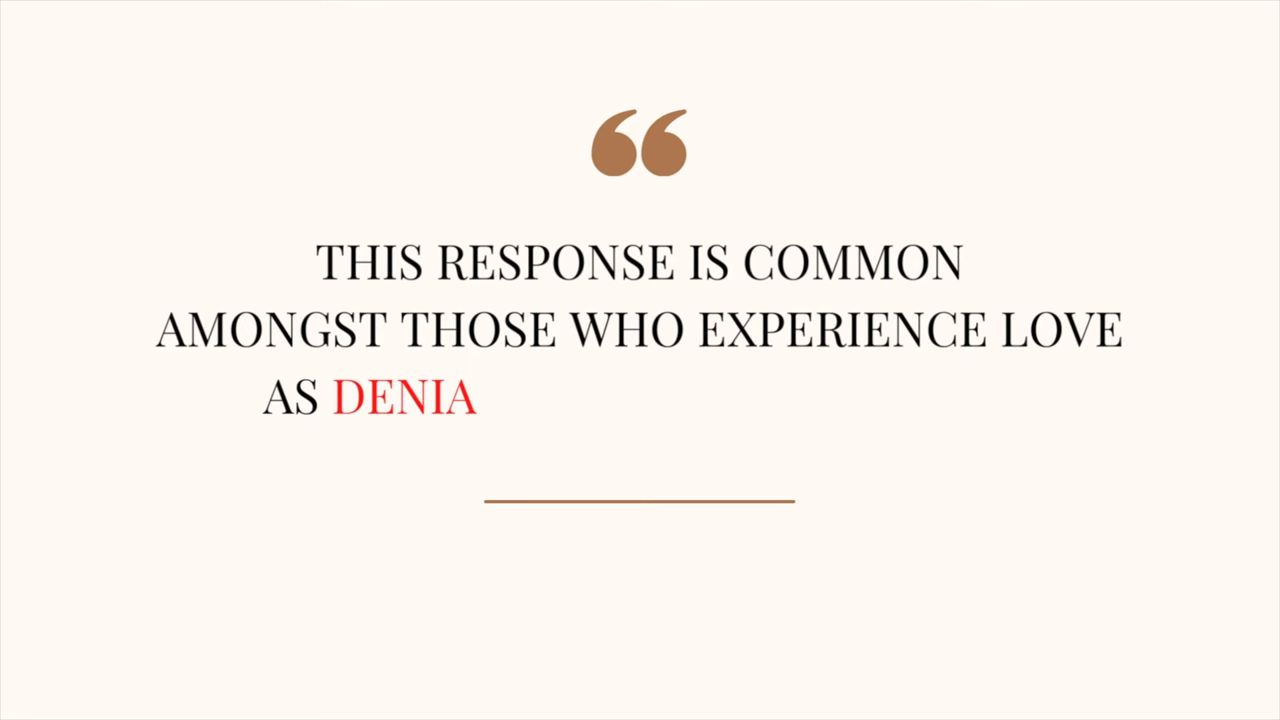 “
THIS RESPONSE IS COMMON
AMONGST THOSE WHO EXPERIENCE LOVE
AS DENIA